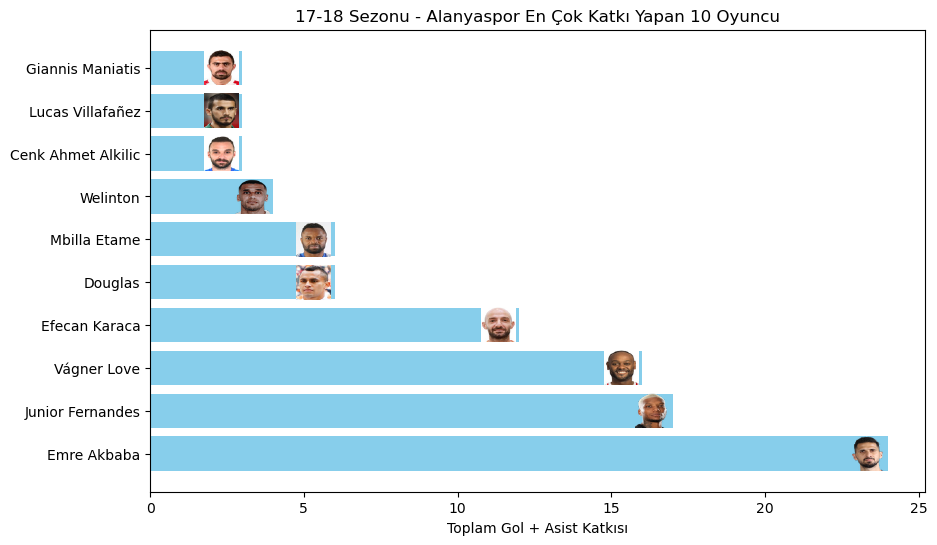 17-18 Sezonu - Alanyaspor En Çok Katkı Yapan 10 Oyuncu
Giannis Maniatis
Lucas Villafañez
Cenk Ahmet Alkilic
Welinton
Mbilla Etame
Douglas
Efecan Karaca
Vágner Love
Junior Fernandes
Emre Akbaba
0 5 10 15 20 25
Toplam Gol + Asist Katkısı